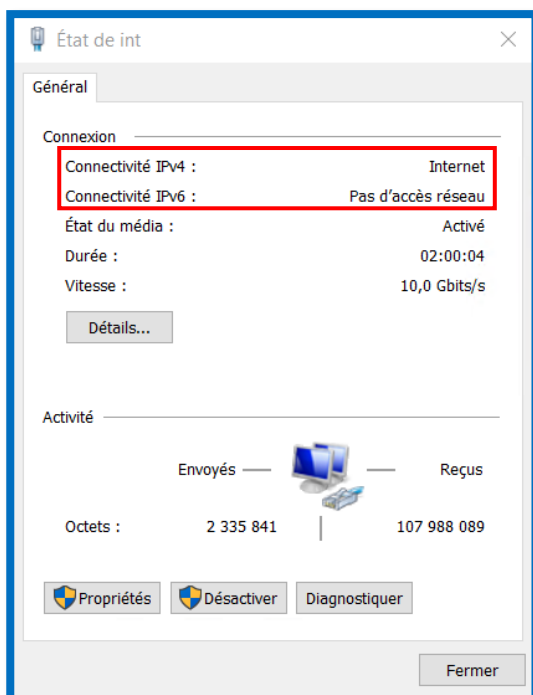 État de int
Général
Connexion
Connectivité IPv4 : Internet
Connectivité IPv6 : Pas d’accès réseau
État du média : Activé
Durée : 02:00:04
Vitesse : 10,0 Gbits/s
Détails...
Activité
Envoyés Reçus
Octets : 2 335 841 107 988 089
Propriétés Désactiver Diagnostiquer
Fermer